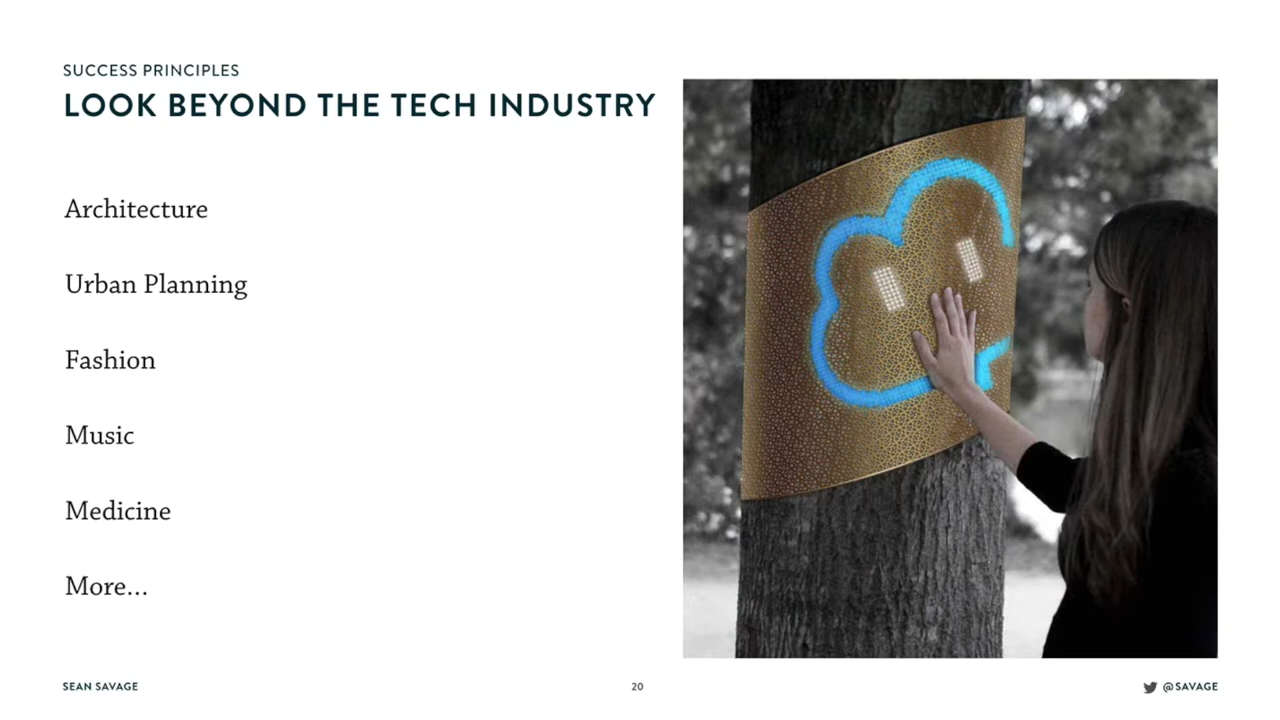 SUCCESS PRINCIPLES
LOOK BEYOND THE TECH INDUSTRY
Architecture
Urban Planning
Fashion
Music
Medicine
More...
SEAN SAVAGE
20
@SAVAGE